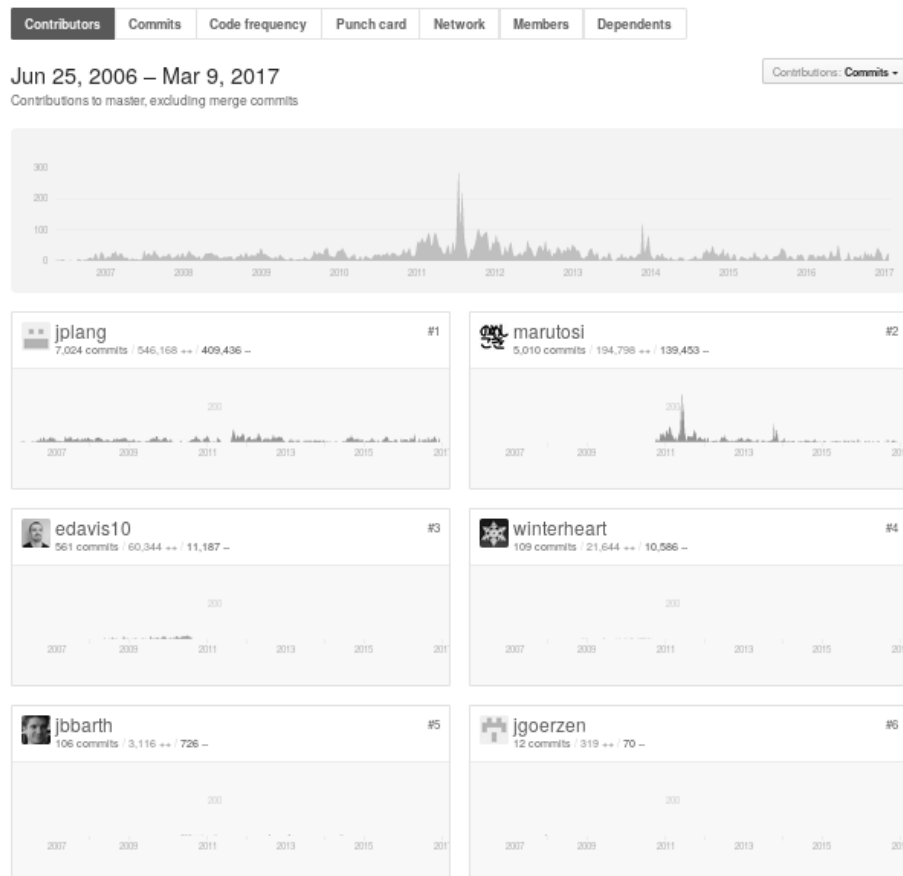 Contributors Commits Code frequency Punch card Network Members Dependents
Jun 25, 2006 – Mar 9, 2017
Contributions: Commits
Contributions to master, excluding merge commits
300
200
100
0
2007 2008 2009 2010 2011 2012 2013 2014 2015 2016 2017
jplang #1
7,024 commits / 546,168 ++ / 409,436 --
200
2007 2009 2011 2013 2015 201
marutosi #2
5,010 commits / 194,798 ++ / 139,453 --
200
2007 2009 2011 2013 2015 201
edavis10 #3
561 commits / 60,344 ++ / 11,187 --
200
2007 2009 2011 2013 2015 201
winterheart #4
109 commits / 21,644 ++ / 10,586 --
200
2007 2009 2011 2013 2015 201
jbbarth #5
106 commits / 3,116 ++ / 726 --
200
2007 2009 2011 2013 2015 201
jgoerzen #6
12 commits / 319 ++ / 70 --
200
2007 2009 2011 2013 2015 201